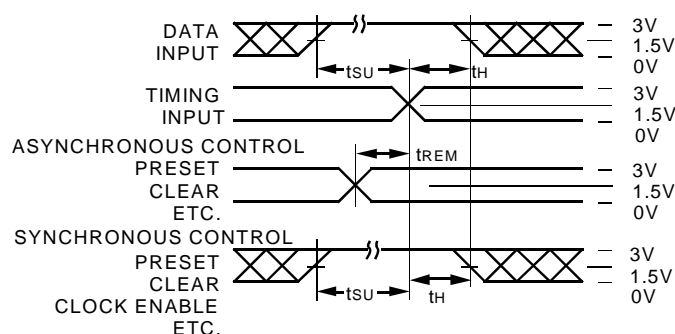 DATA INPUT
3V
1.5V
0V
tSU
tH
TIMING INPUT
3V
1.5V
0V
ASYNCHRONOUS CONTROL
PRESET
CLEAR
ETC.
tREM
3V
1.5V
0V
SYNCHRONOUS CONTROL
PRESET
CLEAR
CLOCK ENABLE
ETC.
tSU
tH
3V
1.5V
0V